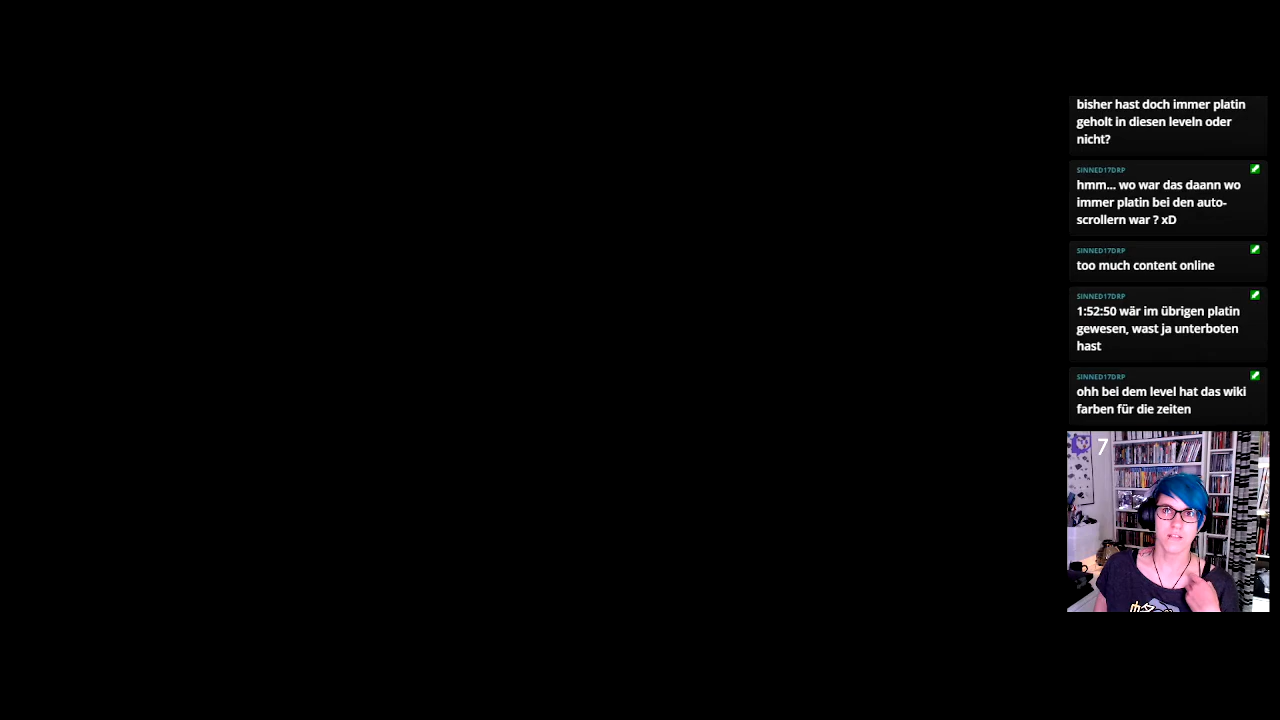 bisher hast doch immer platin
geholt in diesen leveln oder
nicht?
SINNED17DRP
hmm... wo war das daann wo
immer platin bei den auto-
scrollern war ? xD
SINNED17DRP
too much content online
SINNED17DRP
1:52:50 wär im übrigen platin
gewesen, wast ja unterboten
hast
SINNED17DRP
ohh bei dem level hat das wiki
farben für die zeiten
7